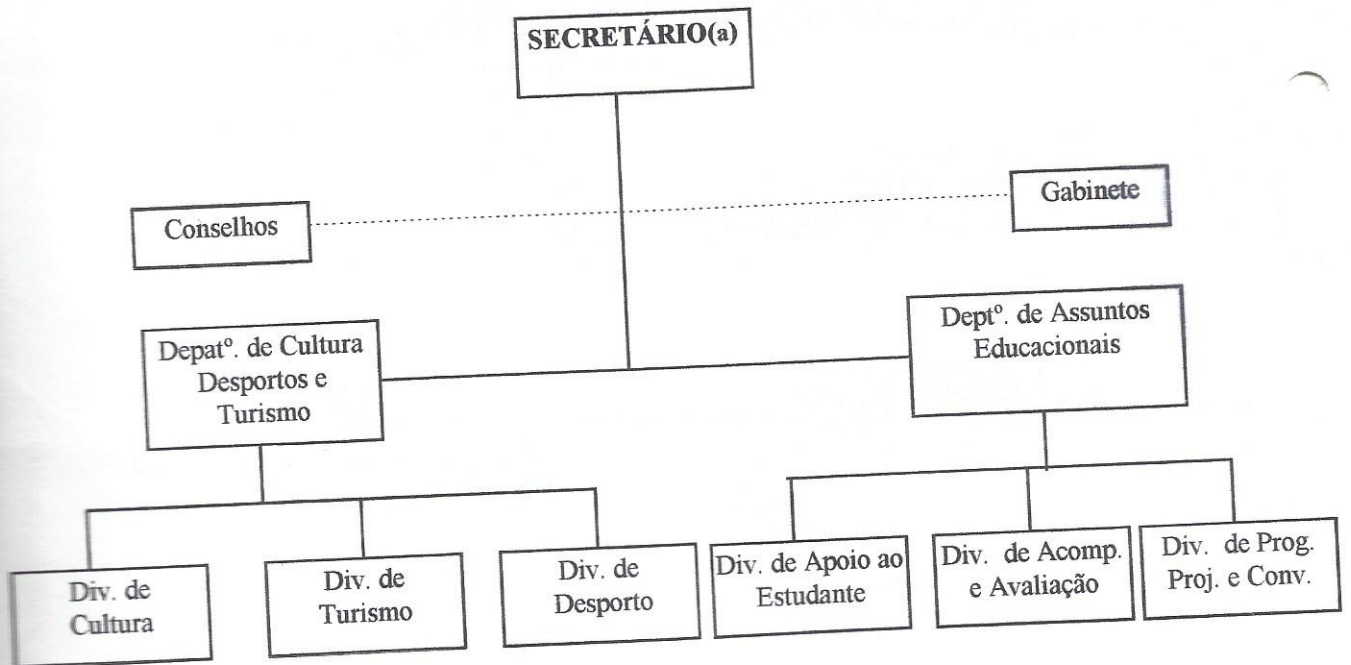 SECRETÁRIO(a)
Conselhos
Gabinete
Depatº. de Cultura
Desportos e
Turismo
Deptº. de Assuntos
Educacionais
Div. de
Cultura
Div. de
Turismo
Div. de
Desporto
Div. de Apoio ao
Estudante
Div. de Acomp.
e Avaliação
Div. de Prog.
Proj. e Conv.